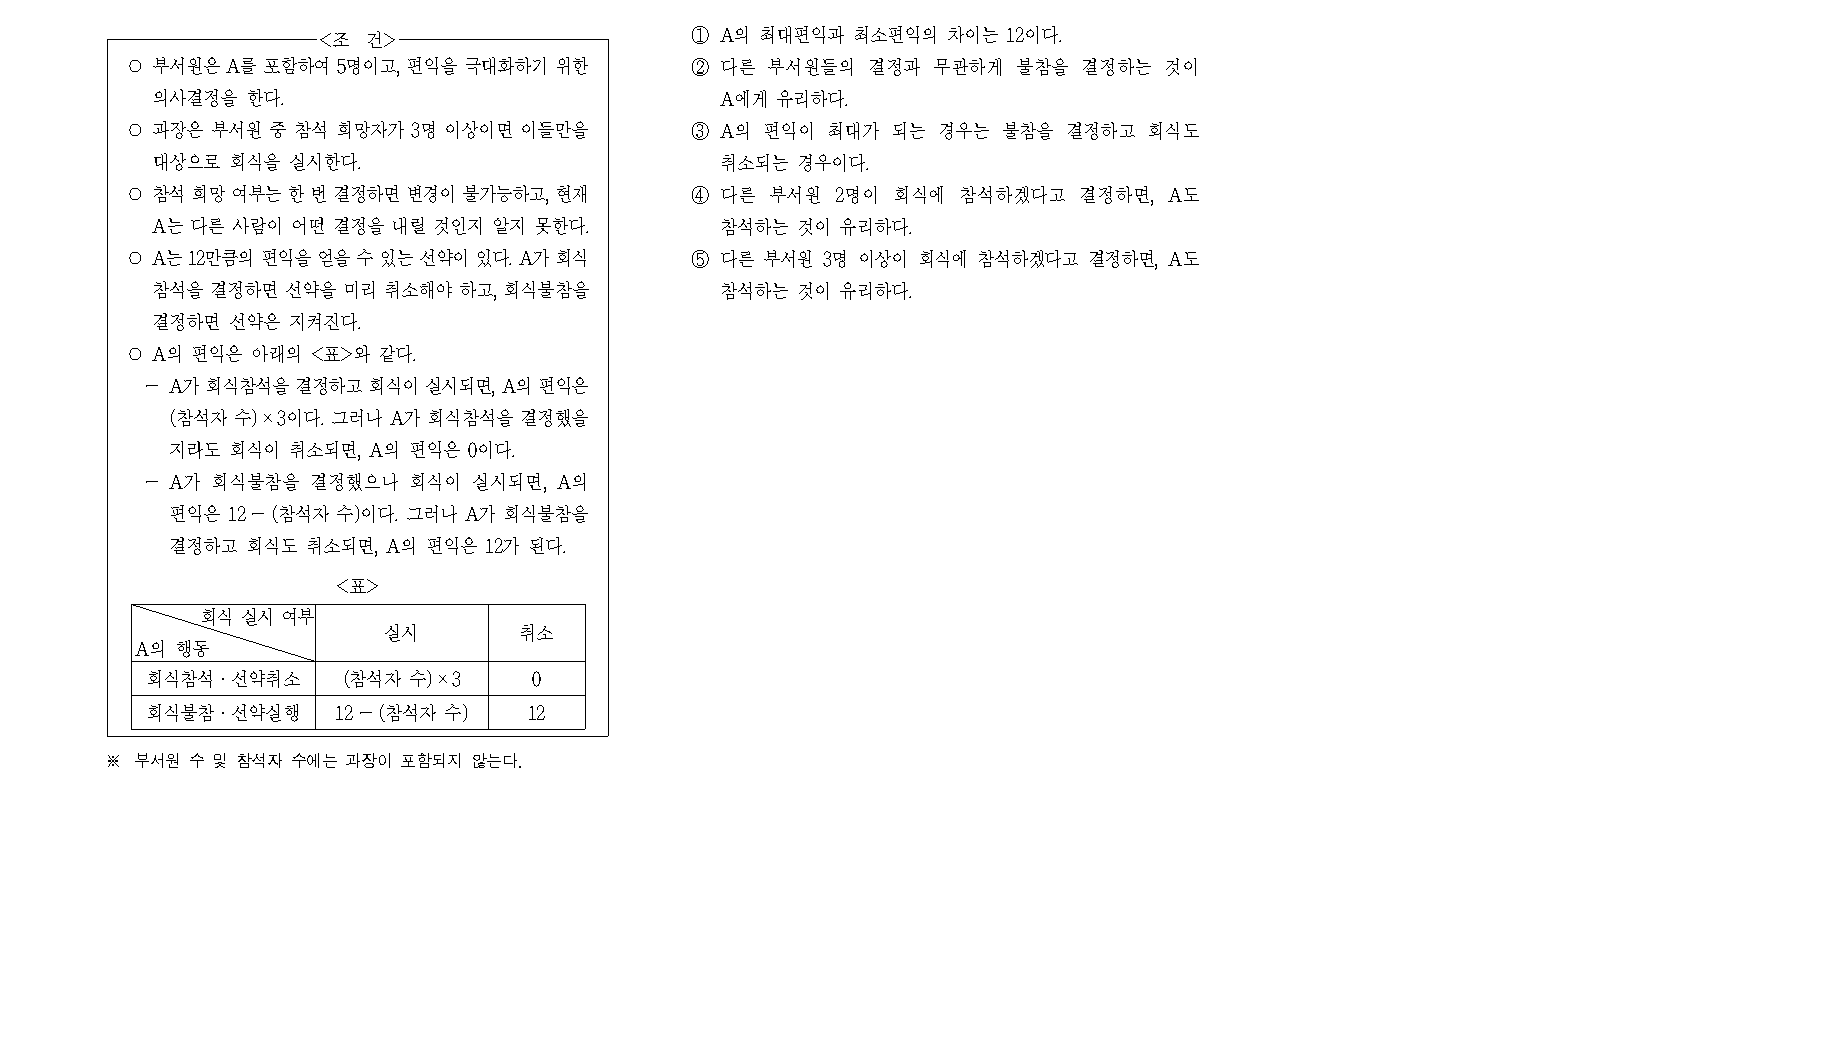 <조 건>
○ 부서원은 A를 포함하여 5명이고, 편익을 극대화하기 위한
의사결정을 한다.
○ 과장은 부서원 중 참석 희망자가 3명 이상이면 이들만을
대상으로 회식을 실시한다.
○ 참석 희망 여부는 한 번 결정하면 변경이 불가능하고, 현재
A는 다른 사람이 어떤 결정을 내릴 것인지 알지 못한다.
○ A는 12만큼의 편익을 얻을 수 있는 선약이 있다. A가 회식
참석을 결정하면 선약을 미리 취소해야 하고, 회식불참을
결정하면 선약은 지켜진다.
○ A의 편익은 아래의 <표>와 같다.
- A가 회식참석을 결정하고 회식이 실시되면, A의 편익은
(참석자 수)×3이다. 그러나 A가 회식참석을 결정했을
지라도 회식이 취소되면, A의 편익은 0이다.
- A가 회식불참을 결정했으나 회식이 실시되면, A의
편익은 12-(참석자 수)이다. 그러나 A가 회식불참을
결정하고 회식도 취소되면, A의 편익은 12가 된다.
<표>
회식 실시 여부
A의 행동
실시 취소
회식참석·선약취소 (참석자 수)×3 0
회식불참·선약실행 12-(참석자 수) 12
※ 부서원 수 및 참석자 수에는 과장이 포함되지 않는다.
① A의 최대편익과 최소편익의 차이는 12이다.
② 다른 부서원들의 결정과 무관하게 불참을 결정하는 것이
A에게 유리하다.
③ A의 편익이 최대가 되는 경우는 불참을 결정하고 회식도
취소되는 경우이다.
④ 다른 부서원 2명이 회식에 참석하겠다고 결정하면, A도
참석하는 것이 유리하다.
⑤ 다른 부서원 3명 이상이 회식에 참석하겠다고 결정하면, A도
참석하는 것이 유리하다.